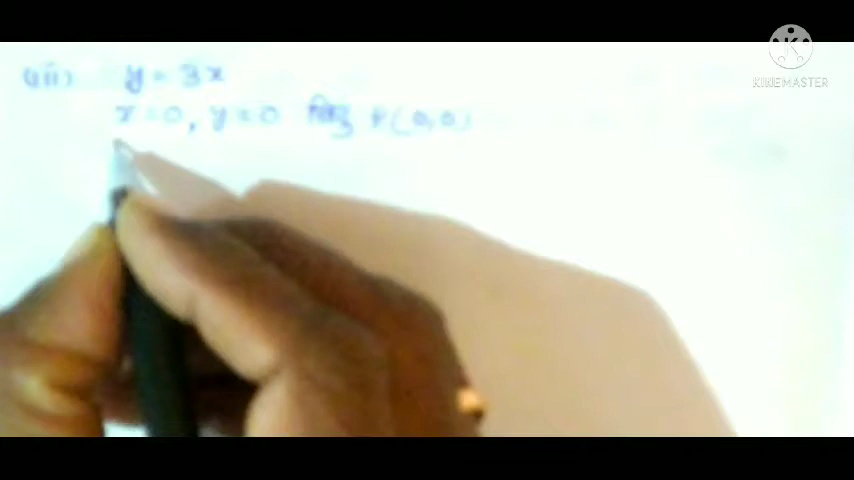 (iii) y = 3x
x = 0, y = 0 बिंदु P(0,0)
KINEMASTER